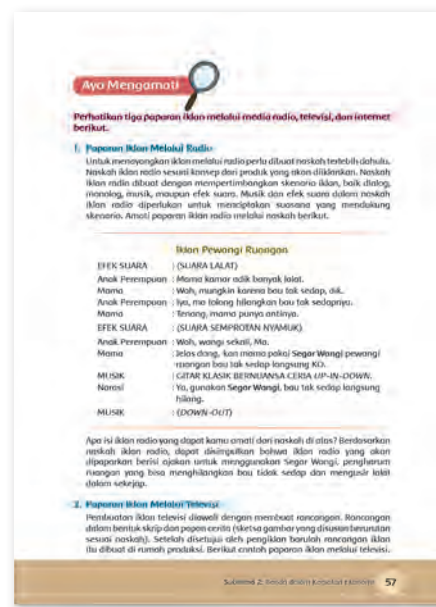 Ayo Mengamati
Perhatikan tiga paparan iklan melalui media radio, televisi, dan internet
berikut.
1. Paparan Iklan Melalui Radio
Untuk menayangkan iklan melalui radio perlu dibuat naskah terlebih dahulu.
Naskah iklan radio sesuai konsep dari produk yang akan diiklankan. Naskah
iklan radio dibuat dengan mempertimbangkan skenario iklan, baik dialog,
monolog, musik, maupun efek suara. Musik dan efek suara dalam naskah
iklan radio diperlukan untuk menciptakan suasana yang mendukung
skenario. Amati paparan iklan radio melalui naskah berikut.
Iklan Pewangi Ruangan
EFEK SUARA : (SUARA LALAT)
Anak Perempuan : Mama kamar adik banyak lalat.
Mama : Wah, mungkin karena bau tak sedap, dik.
Anak Perempuan : Iya, ma tolong hilangkan bau tak sedapnya.
Mama : Tenang, mama punya antinya.
EFEK SUARA : (SUARA SEMPROTAN NYAMUK)
Anak Perempuan : Wah, wangi sekali, Ma.
Mama : Jelas dong, kan mama pakai Segar Wangi pewangi
ruangan bau tak sedap langsung KO.
MUSIK : GITAR KLASIK BERNUANSA CERIA UP-IN-DOWN.
Narasi : Ya, gunakan Segar Wangi, bau tak sedap langsung
hilang.
MUSIK : (DOWN-OUT)
Apa isi iklan radio yang dapat kamu amati dari naskah di atas? Berdasarkan
naskah iklan radio, dapat disimpulkan bahwa iklan radio yang akan
dipaparkan berisi ajakan untuk menggunakan Segar Wangi, pengharum
ruangan yang bisa menghilangkan bau tidak sedap dan mengusir lalat
dalam sekejap.
2. Paparan Iklan Melalui Televisi
Pembuatan iklan televisi diawali dengan membuat rancangan. Rancangan
dalam bentuk skrip dan papan cerita (sketsa gambar yang disusun berurutan
sesuai naskah). Setelah disetujui oleh pengiklan barulah rancangan iklan
itu dibuat di rumah produksi. Berikut contoh paparan iklan melalui televisi.
Subtema 2: dalam Kegiatan Ekonomi 57